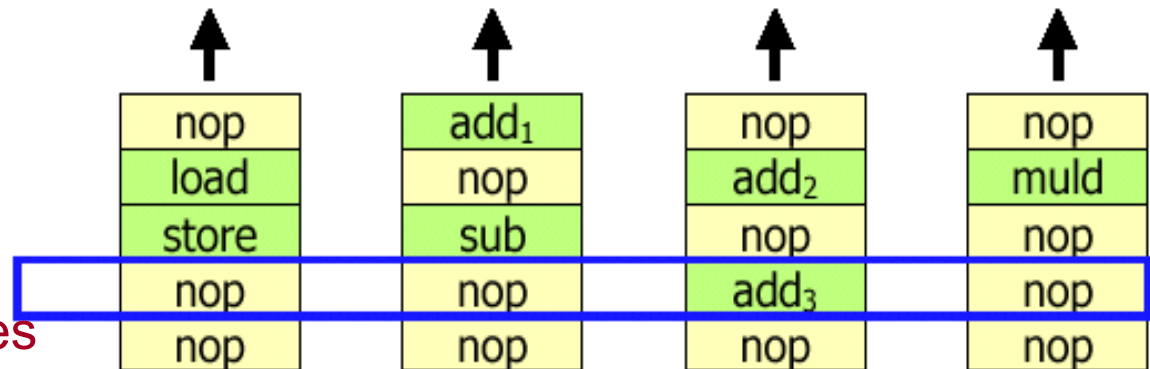 nop add₁ nop nop
load nop add₂ muld
store sub nop nop
nop nop add₃ nop
es
nop nop nop nop